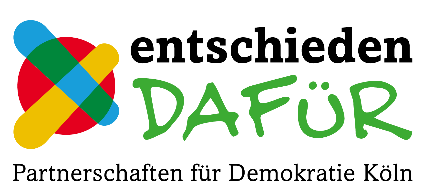 entschieden
DAFÜR
Partnerschaften für Demokratie Köln